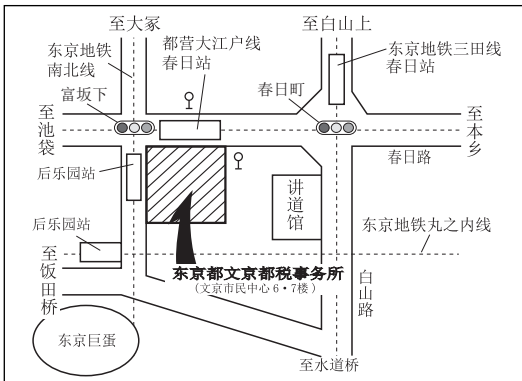 至大冢
至白山上
东京地铁
南北线
都营大江户线
春日站
东京地铁三田线
春日站
富坂下
春日町
至池袋
至本乡
春日路
后乐园站
讲道馆
后乐园站
东京地铁丸之内线
至饭田桥
东京都文京都税事务所
(文京市民中心6·7楼)
白山路
东京巨蛋
至水道桥